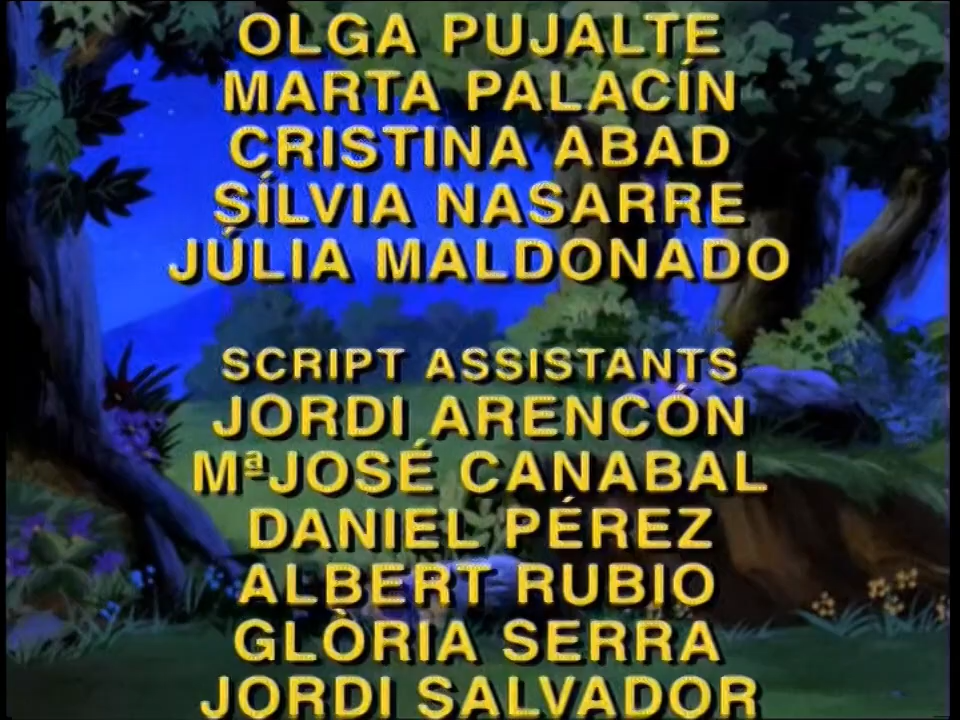 OLGA PUJALTE
MARTA PALACÍN
CRISTINA ABAD
SÍLVIA NASARRE
JÚLIA MALDONADO
SCRIPT ASSISTANTS
JORDI ARENCÓN
MªJOSÉ CANABAL
DANIEL PÉREZ
ALBERT RUBIO
GLÒRIA SERRA
JORDI SALVADOR